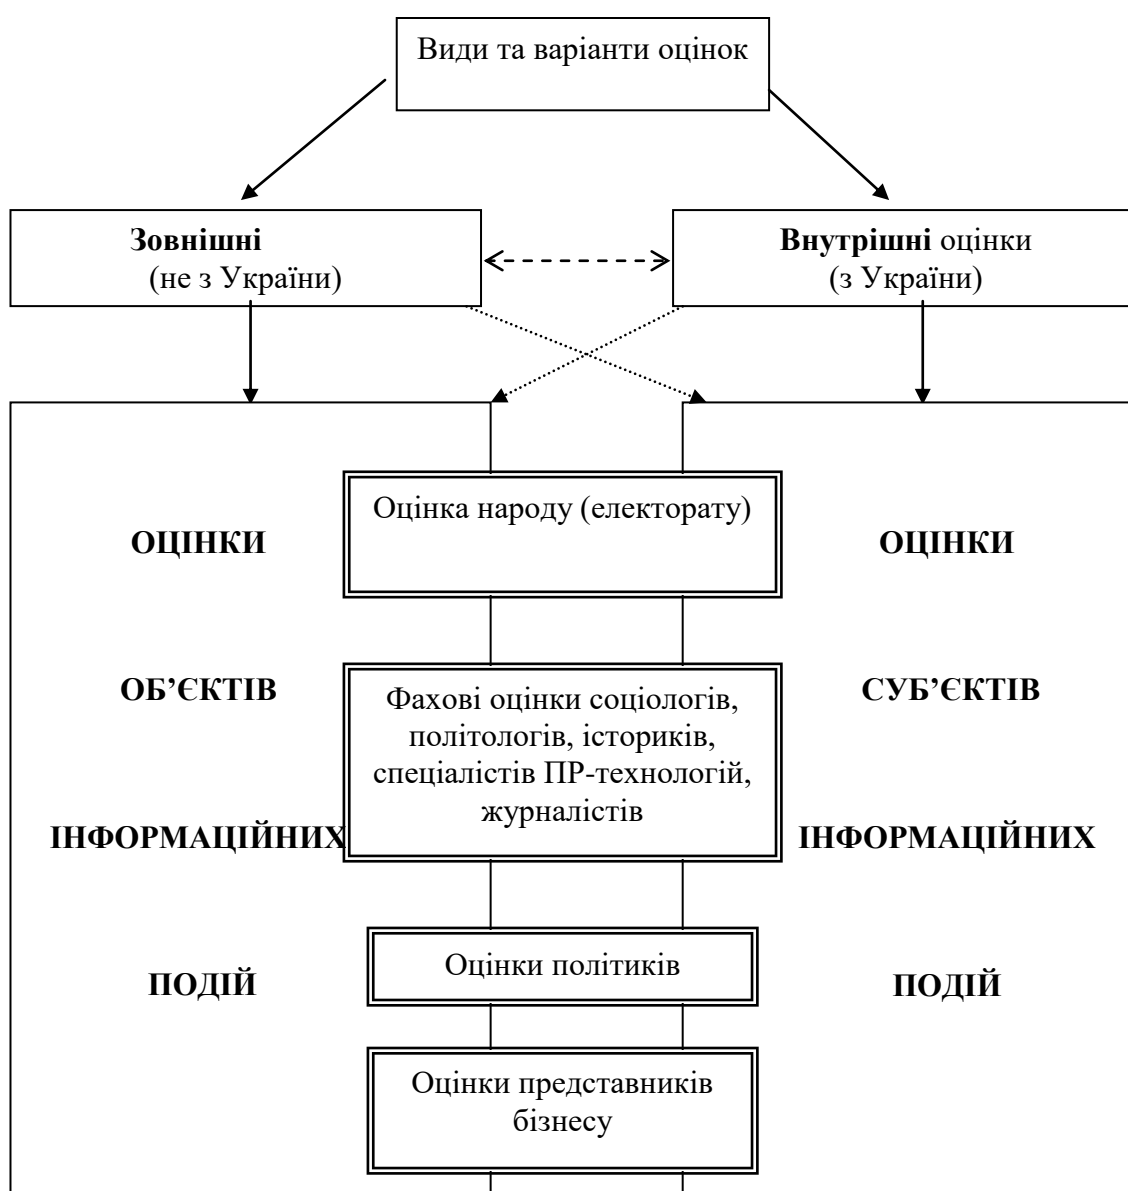 Види та варіанти оцінок
Зовнішні
(не з України)
Внутрішні оцінки
(з України)
Оцінка народу (електорату)
ОЦІНКИ
ОЦІНКИ
ОБ’ЄКТІВ
СУБ’ЄКТІВ
Фахові оцінки соціологів,
політологів, істориків,
спеціалістів ПР-технологій,
журналістів
ІНФОРМАЦІЙНИХ
ІНФОРМАЦІЙНИХ
Оцінки політиків
ПОДІЙ
ПОДІЙ
Оцінки представників
бізнесу